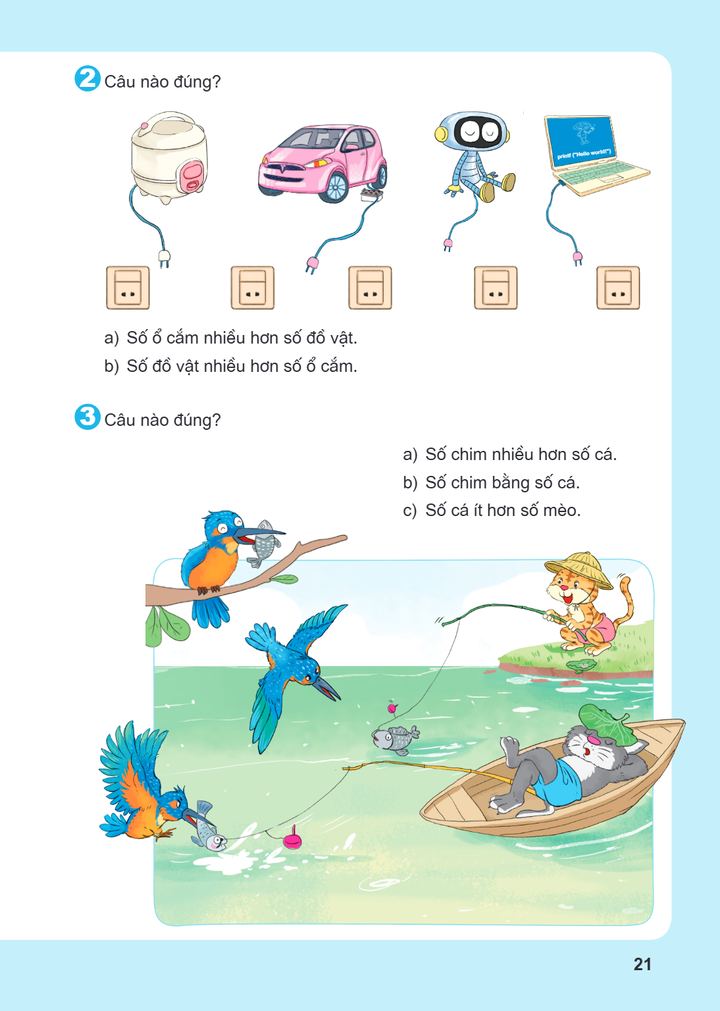 2 Câu nào đúng?
printf ("Hello world!!")
a) Số ổ cắm nhiều hơn số đồ vật.
b) Số đồ vật nhiều hơn số ổ cắm.
3 Câu nào đúng?
a) Số chim nhiều hơn số cá.
b) Số chim bằng số cá.
c) Số cá ít hơn số mèo.
21